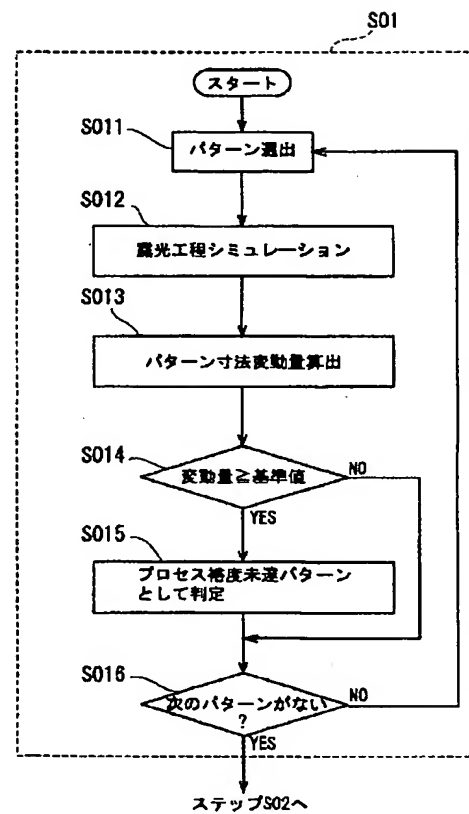 S01
スタート
S011
パターン選出
S012
露光工程シミュレーション
S013
パターン寸法変動量算出
S014
変動量≧基準値
NO
YES
S015
プロセス裕度未達パターン
として判定
S016
次のパターンがない
?
NO
YES
ステップS02へ